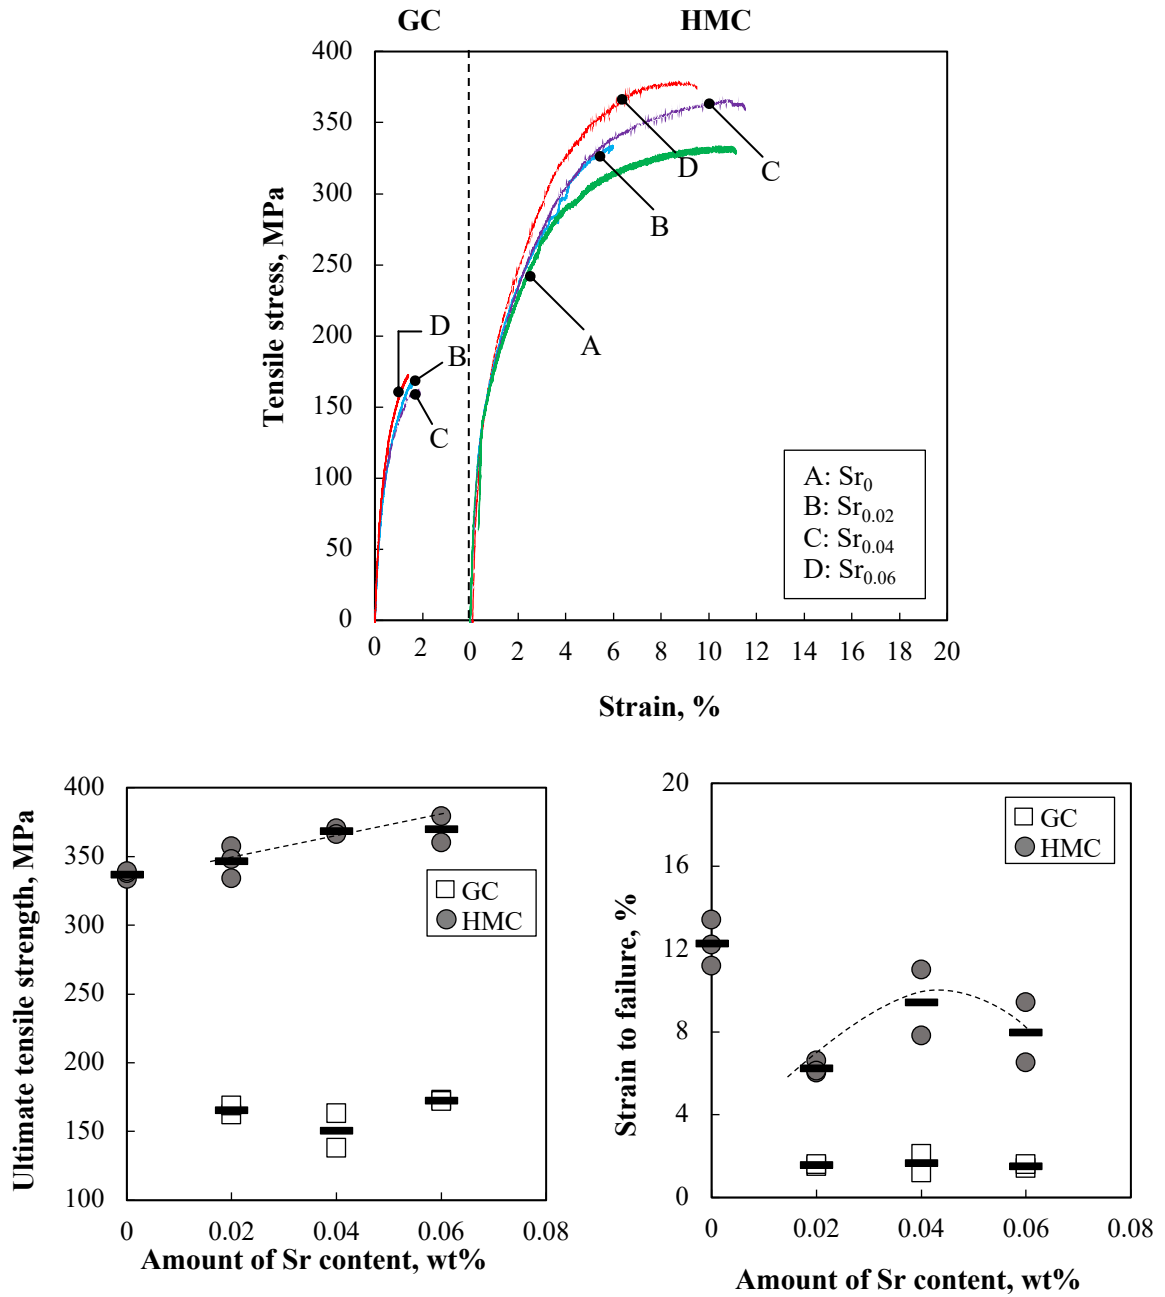 GC HMC
400
350
300
250
200
150
100
50
0
Tensile stress, MPa
D
B
C
D
C
B
A
A: Sr0
B: Sr0.02
C: Sr0.04
D: Sr0.06
0 2 0 2 4 6 8 10 12 14 16 18 20
Strain, %
400
350
300
250
200
150
100
Ultimate tensile strength, MPa
GC
HMC
0 0.02 0.04 0.06 0.08
Amount of Sr content, wt%
20
16
12
8
4
0
Strain to failure, %
GC
HMC
0 0.02 0.04 0.06 0.08
Amount of Sr content, wt%